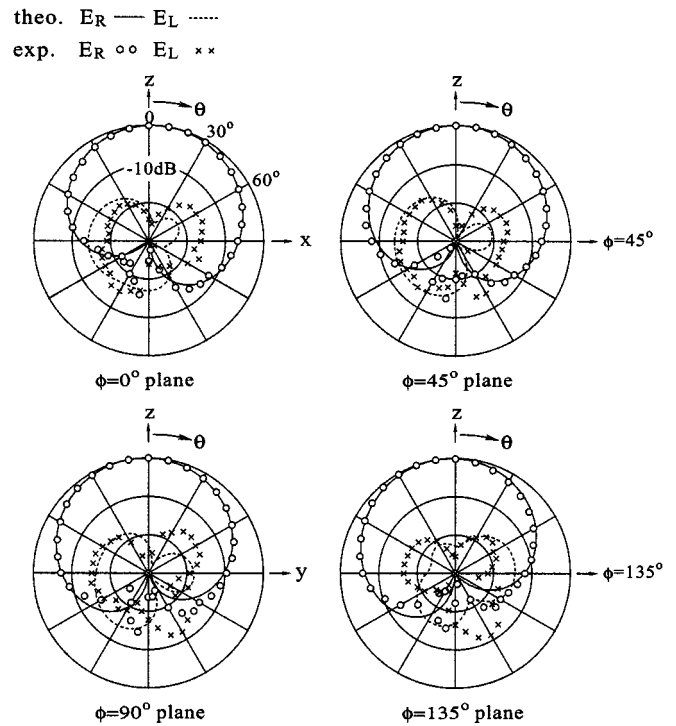 theo. E_R — E_L -----
exp. E_R ○○ E_L ××
z
θ
0
30°
-10dB
60°
x
φ=0° plane
z
θ
φ=45°
φ=45° plane
z
θ
y
φ=90° plane
z
θ
φ=135°
φ=135° plane